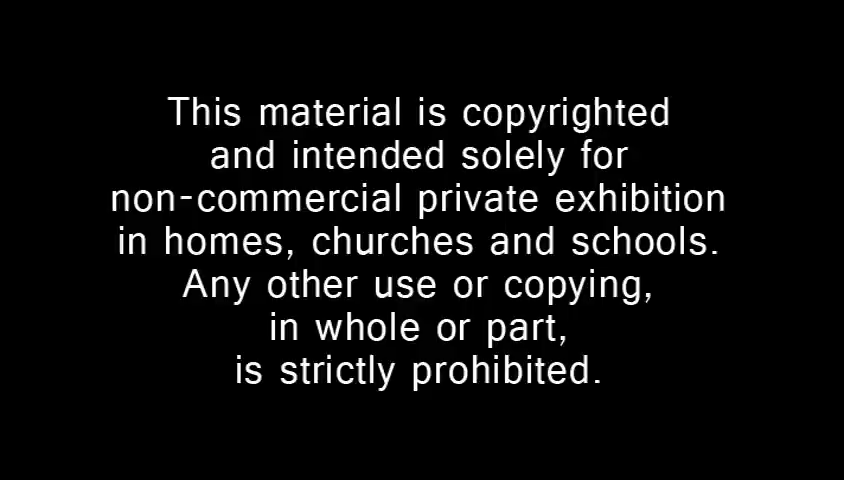 This material is copyrighted
and intended solely for
non-commercial private exhibition
in homes, churches and schools.
Any other use or copying,
in whole or part,
is strictly prohibited.